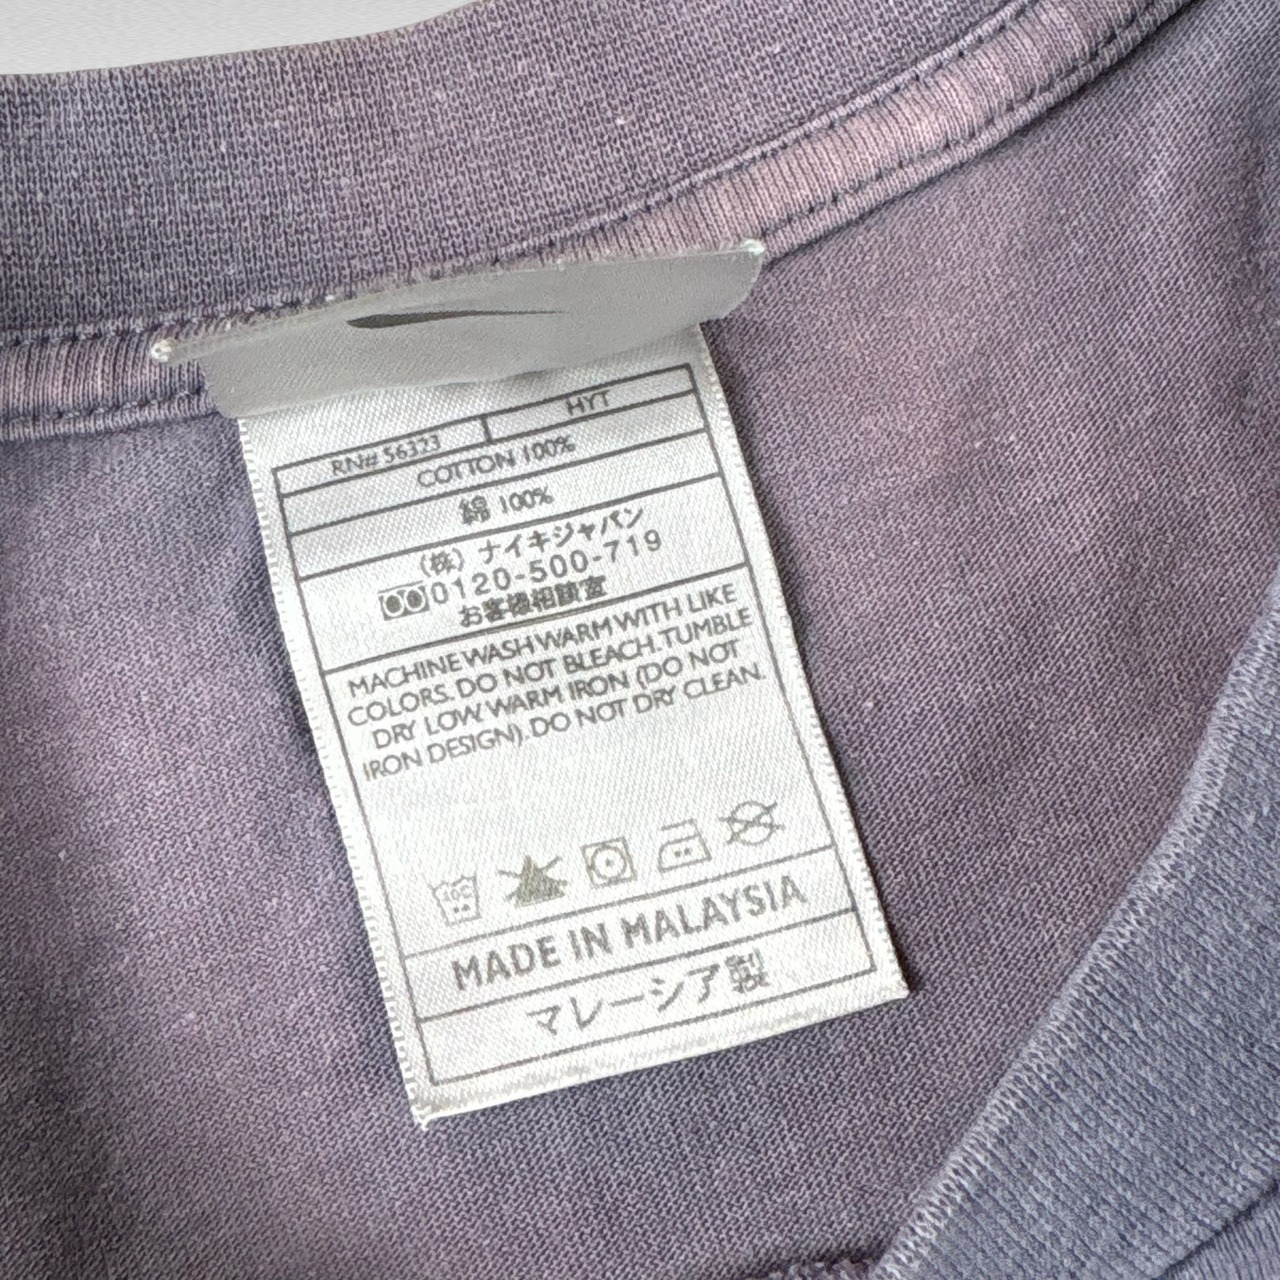 RN# 56323
HYT
COTTON 100%
綿 100%
(株) ナイキジャパン
0120-500-719
お客様相談室
MACHINE WASH WARM WITH LIKE
COLORS. DO NOT BLEACH. TUMBLE
DRY LOW. WARM IRON (DO NOT
IRON DESIGN). DO NOT DRY CLEAN.
40C
MADE IN MALAYSIA
マレーシア製